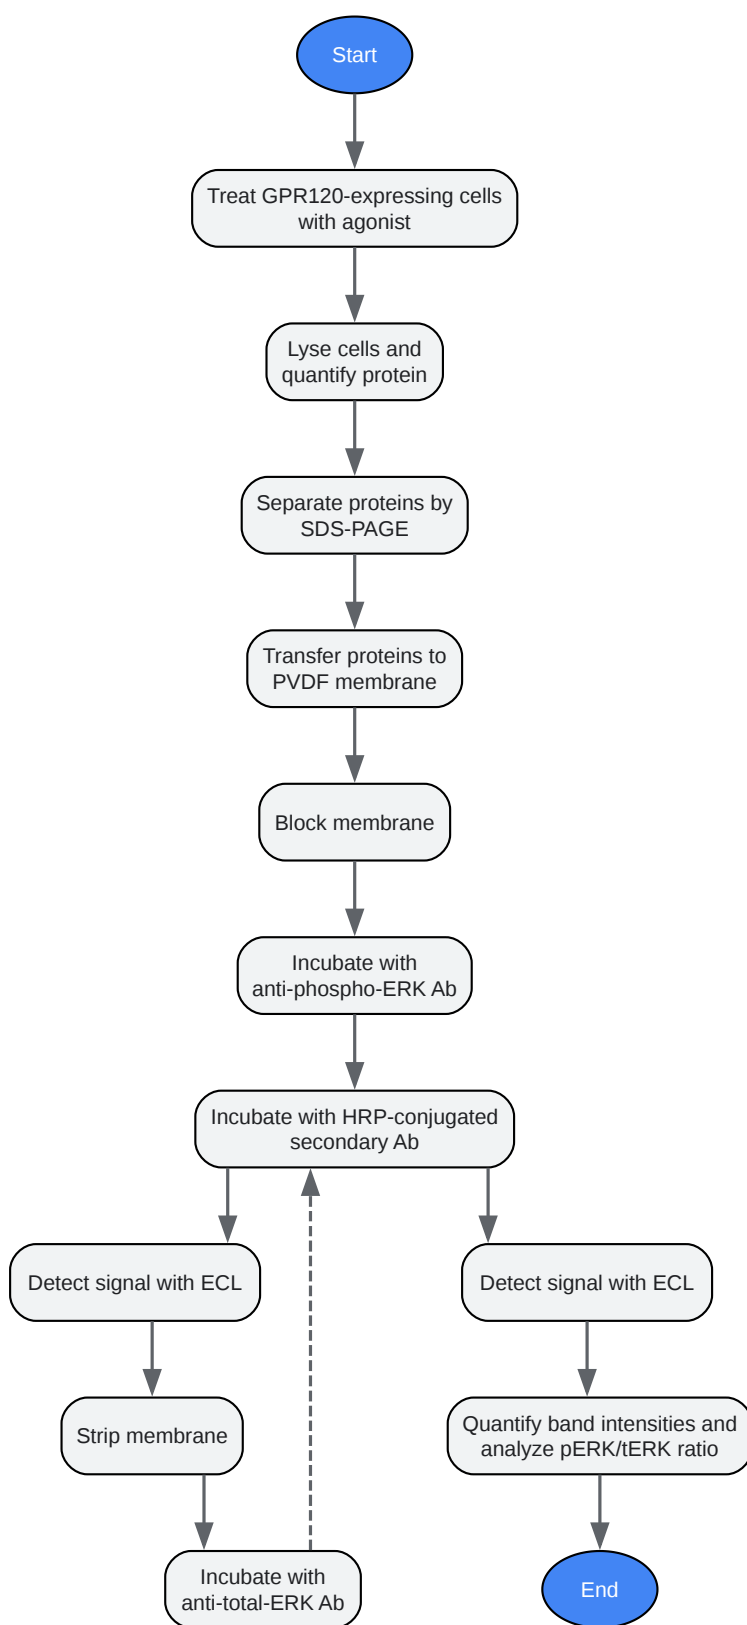 Start
Treat GPR120-expressing cells
with agonist
Lyse cells and
quantify protein
Separate proteins by
SDS-PAGE
Transfer proteins to
PVDF membrane
Block membrane
Incubate with
anti-phospho-ERK Ab
Incubate with HRP-conjugated
secondary Ab
Detect signal with ECL
Detect signal with ECL
Strip membrane
Quantify band intensities and
analyze pERK/tERK ratio
Incubate with
anti-total-ERK Ab
End